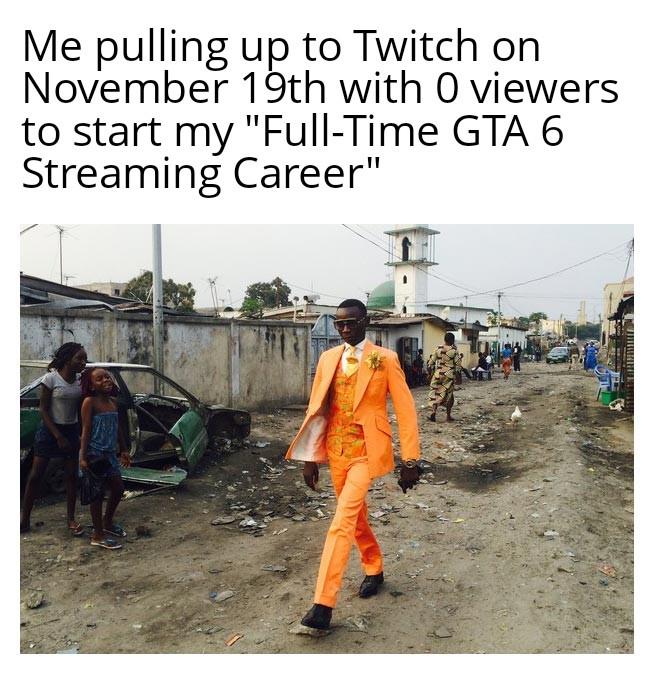 Me pulling up to Twitch on
November 19th with 0 viewers
to start my "Full-Time GTA 6
Streaming Career"